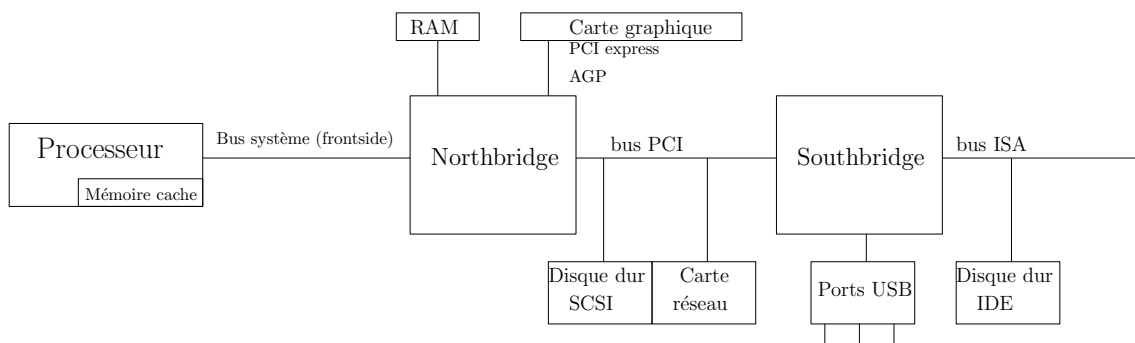 RAM
Carte graphique
PCI express
AGP
Processeur
Mémoire cache
Bus système (frontside)
Northbridge
bus PCI
Southbridge
bus ISA
Disque dur
SCSI
Carte
réseau
Ports USB
Disque dur
IDE